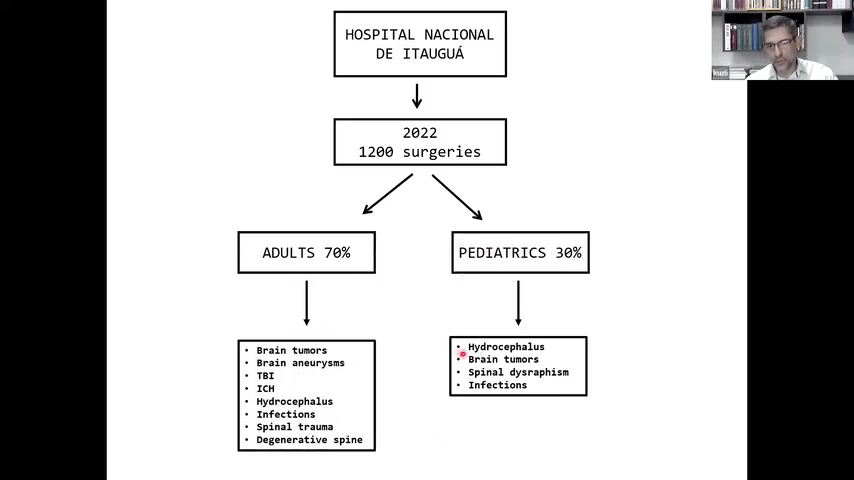 HOSPITAL NACIONAL
DE ITAUGUÁ
2022
1200 surgeries
ADULTS 70%
PEDIATRICS 30%
• Brain tumors
• Brain aneurysms
• TBI
• ICH
• Hydrocephalus
• Infections
• Spinal trauma
• Degenerative spine
• Hydrocephalus
• Brain tumors
• Spinal dysraphism
• Infections
kuzli